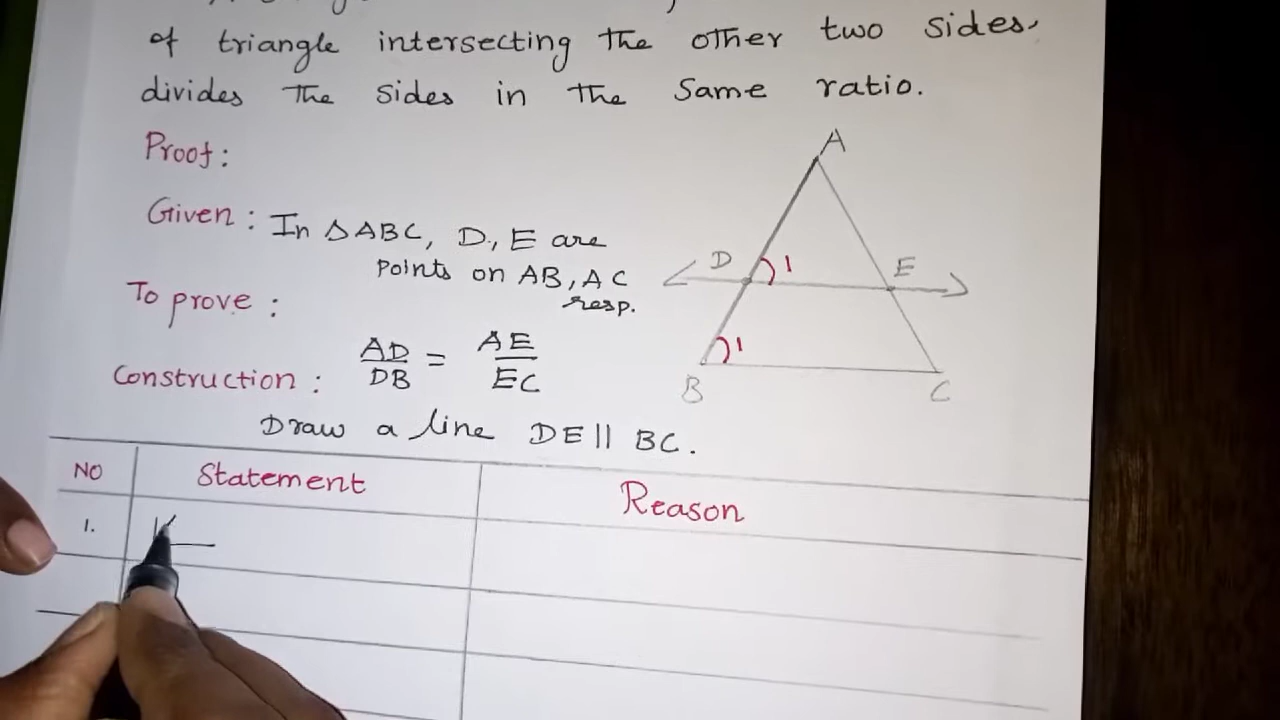 of triangle intersecting the other two sides.
divides the sides in the same ratio.
Proof:
Given: In △ABC, D, E are
points on AB, AC
resp.
To prove:
AD/DB = AE/EC
Construction:
Draw a line DE || BC.
A
D 1 E
1
B C
NO Statement Reason
1.